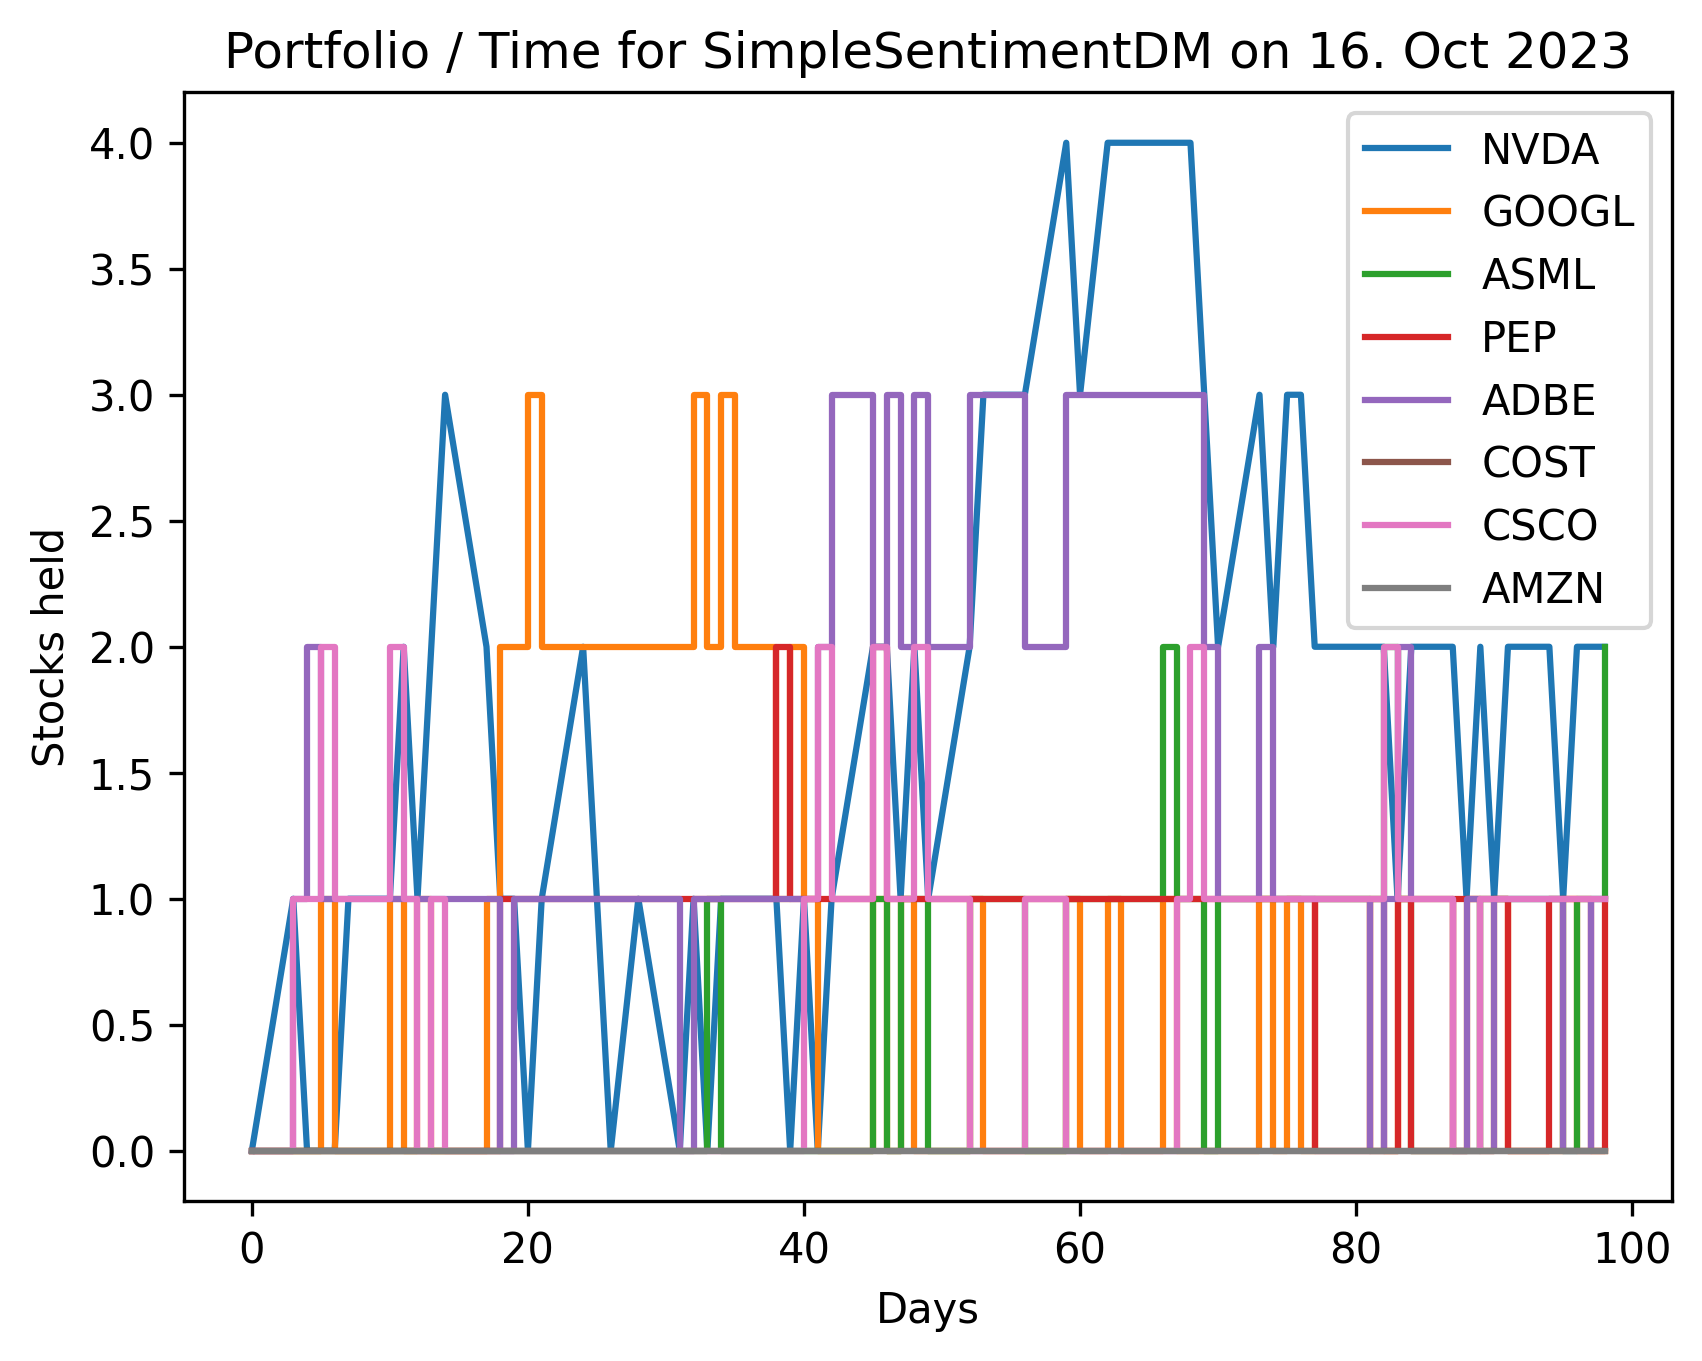 Portfolio / Time for SimpleSentimentDM on 16. Oct 2023
4.0
3.5
3.0
2.5
2.0
1.5
1.0
0.5
0.0
Stocks held
NVDA
GOOGL
ASML
PEP
ADBE
COST
CSCO
AMZN
0
20
40
60
80
100
Days